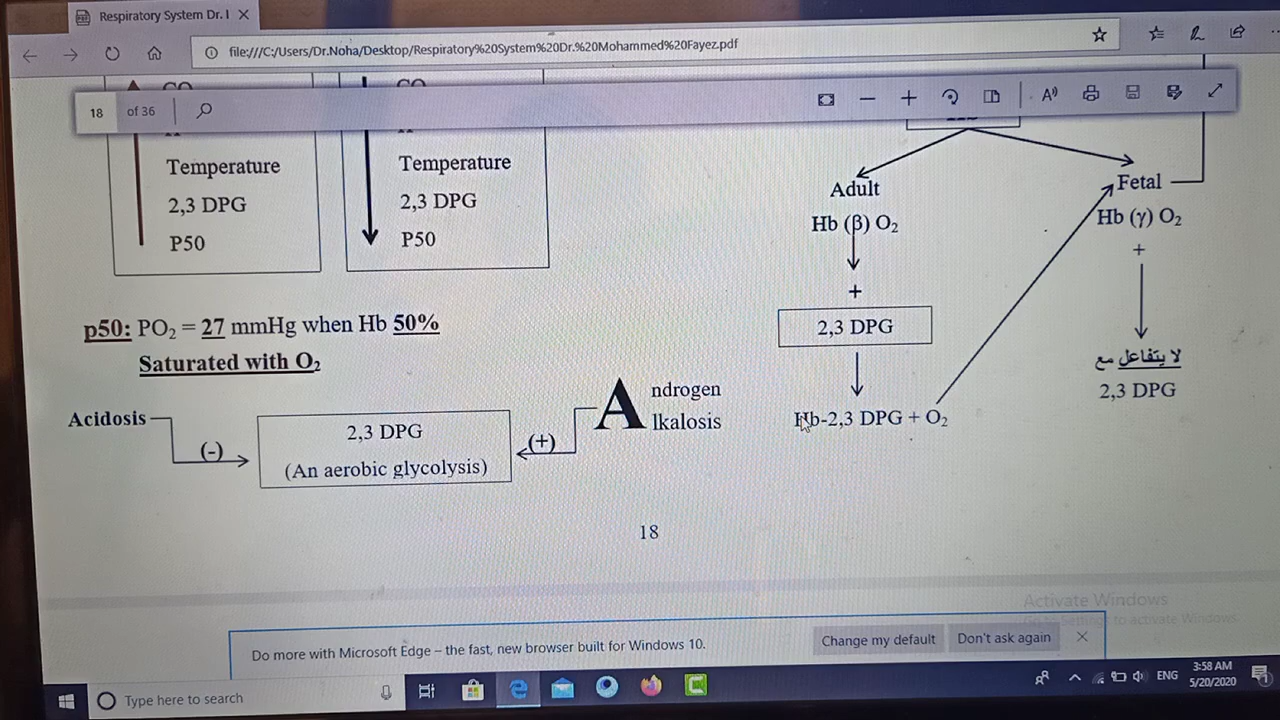 Respiratory System Dr. I
file:///C:/Users/Dr.Noha/Desktop/Respiratory%20System%20Dr.%20Mohammed%20Fayez.pdf
18 of 36
Temperature
2,3 DPG
P50
Temperature
2,3 DPG
P50
p50: PO₂ = 27 mmHg when Hb 50%
Saturated with O₂
Acidosis
(-)
2,3 DPG
(An aerobic glycolysis)
(+)
A
ndrogen
lkalosis
Adult
Hb (β) O₂
+
2,3 DPG
Hb-2,3 DPG + O₂
Fetal
Hb (γ) O₂
+
لا يتفاعل مع
2,3 DPG
18
Activate Windows
Do more with Microsoft Edge – the fast, new browser built for Windows 10.
Change my default
Don't ask again
Type here to search
ENG
3:58 AM
5/20/2020